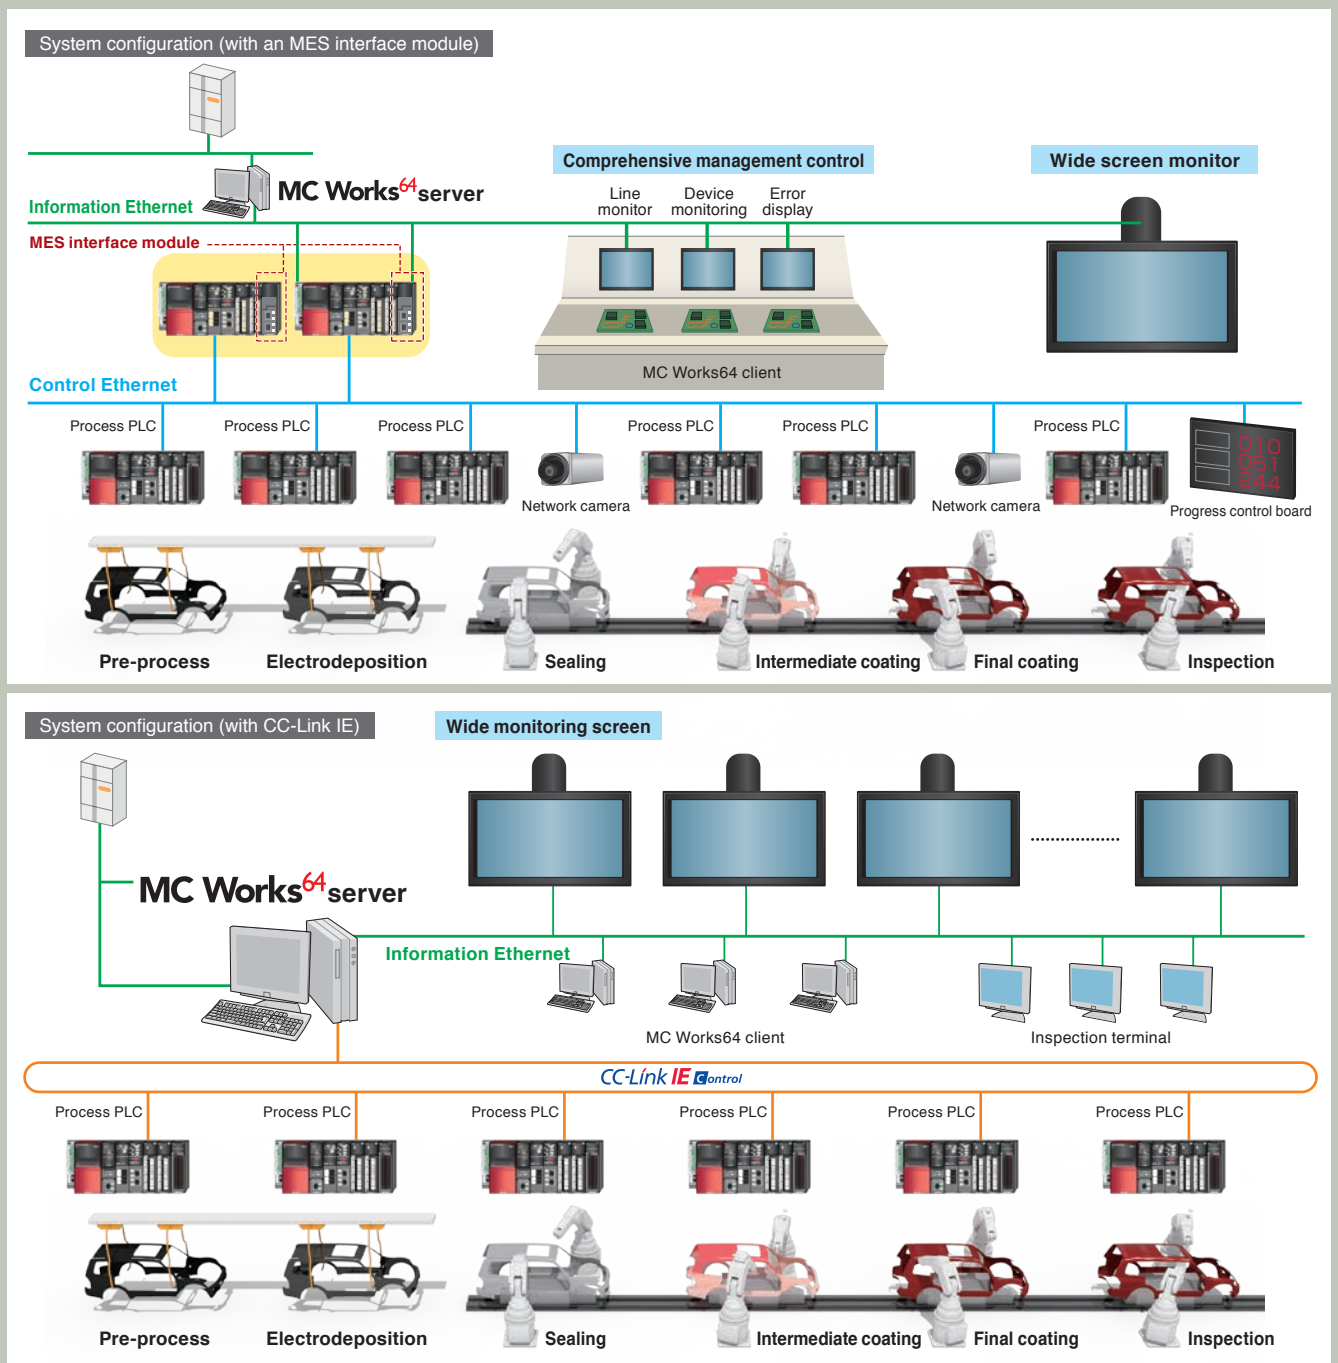 System configuration (with an MES interface module)
MC Works64 server
Comprehensive management control
Wide screen monitor
Line monitor
Device monitoring
Error display
Information Ethernet
MES interface module
MC Works64 client
Control Ethernet
Process PLC
Process PLC
Process PLC
Network camera
Process PLC
Process PLC
Network camera
Process PLC
010
051
244
Progress control board
Pre-process
Electrodeposition
Sealing
Intermediate coating
Final coating
Inspection
System configuration (with CC-Link IE)
Wide monitoring screen
MC Works64 server
Information Ethernet
MC Works64 client
Inspection terminal
CC-Link IE Control
Process PLC
Process PLC
Process PLC
Process PLC
Process PLC
Process PLC
Pre-process
Electrodeposition
Sealing
Intermediate coating
Final coating
Inspection